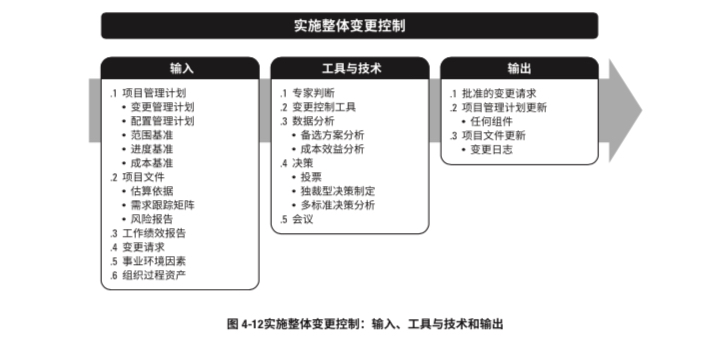 实施整体变更控制
输入
.1 项目管理计划
• 变更管理计划
• 配置管理计划
• 范围基准
• 进度基准
• 成本基准
.2 项目文件
• 估算依据
• 需求跟踪矩阵
• 风险报告
.3 工作绩效报告
.4 变更请求
.5 事业环境因素
.6 组织过程资产
工具与技术
.1 专家判断
.2 变更控制工具
.3 数据分析
• 备选方案分析
• 成本效益分析
.4 决策
• 投票
• 独裁型决策制定
• 多标准决策分析
.5 会议
输出
.1 批准的变更请求
.2 项目管理计划更新
• 任何组件
.3 项目文件更新
• 变更日志
图 4-12实施整体变更控制：输入、工具与技术和输出